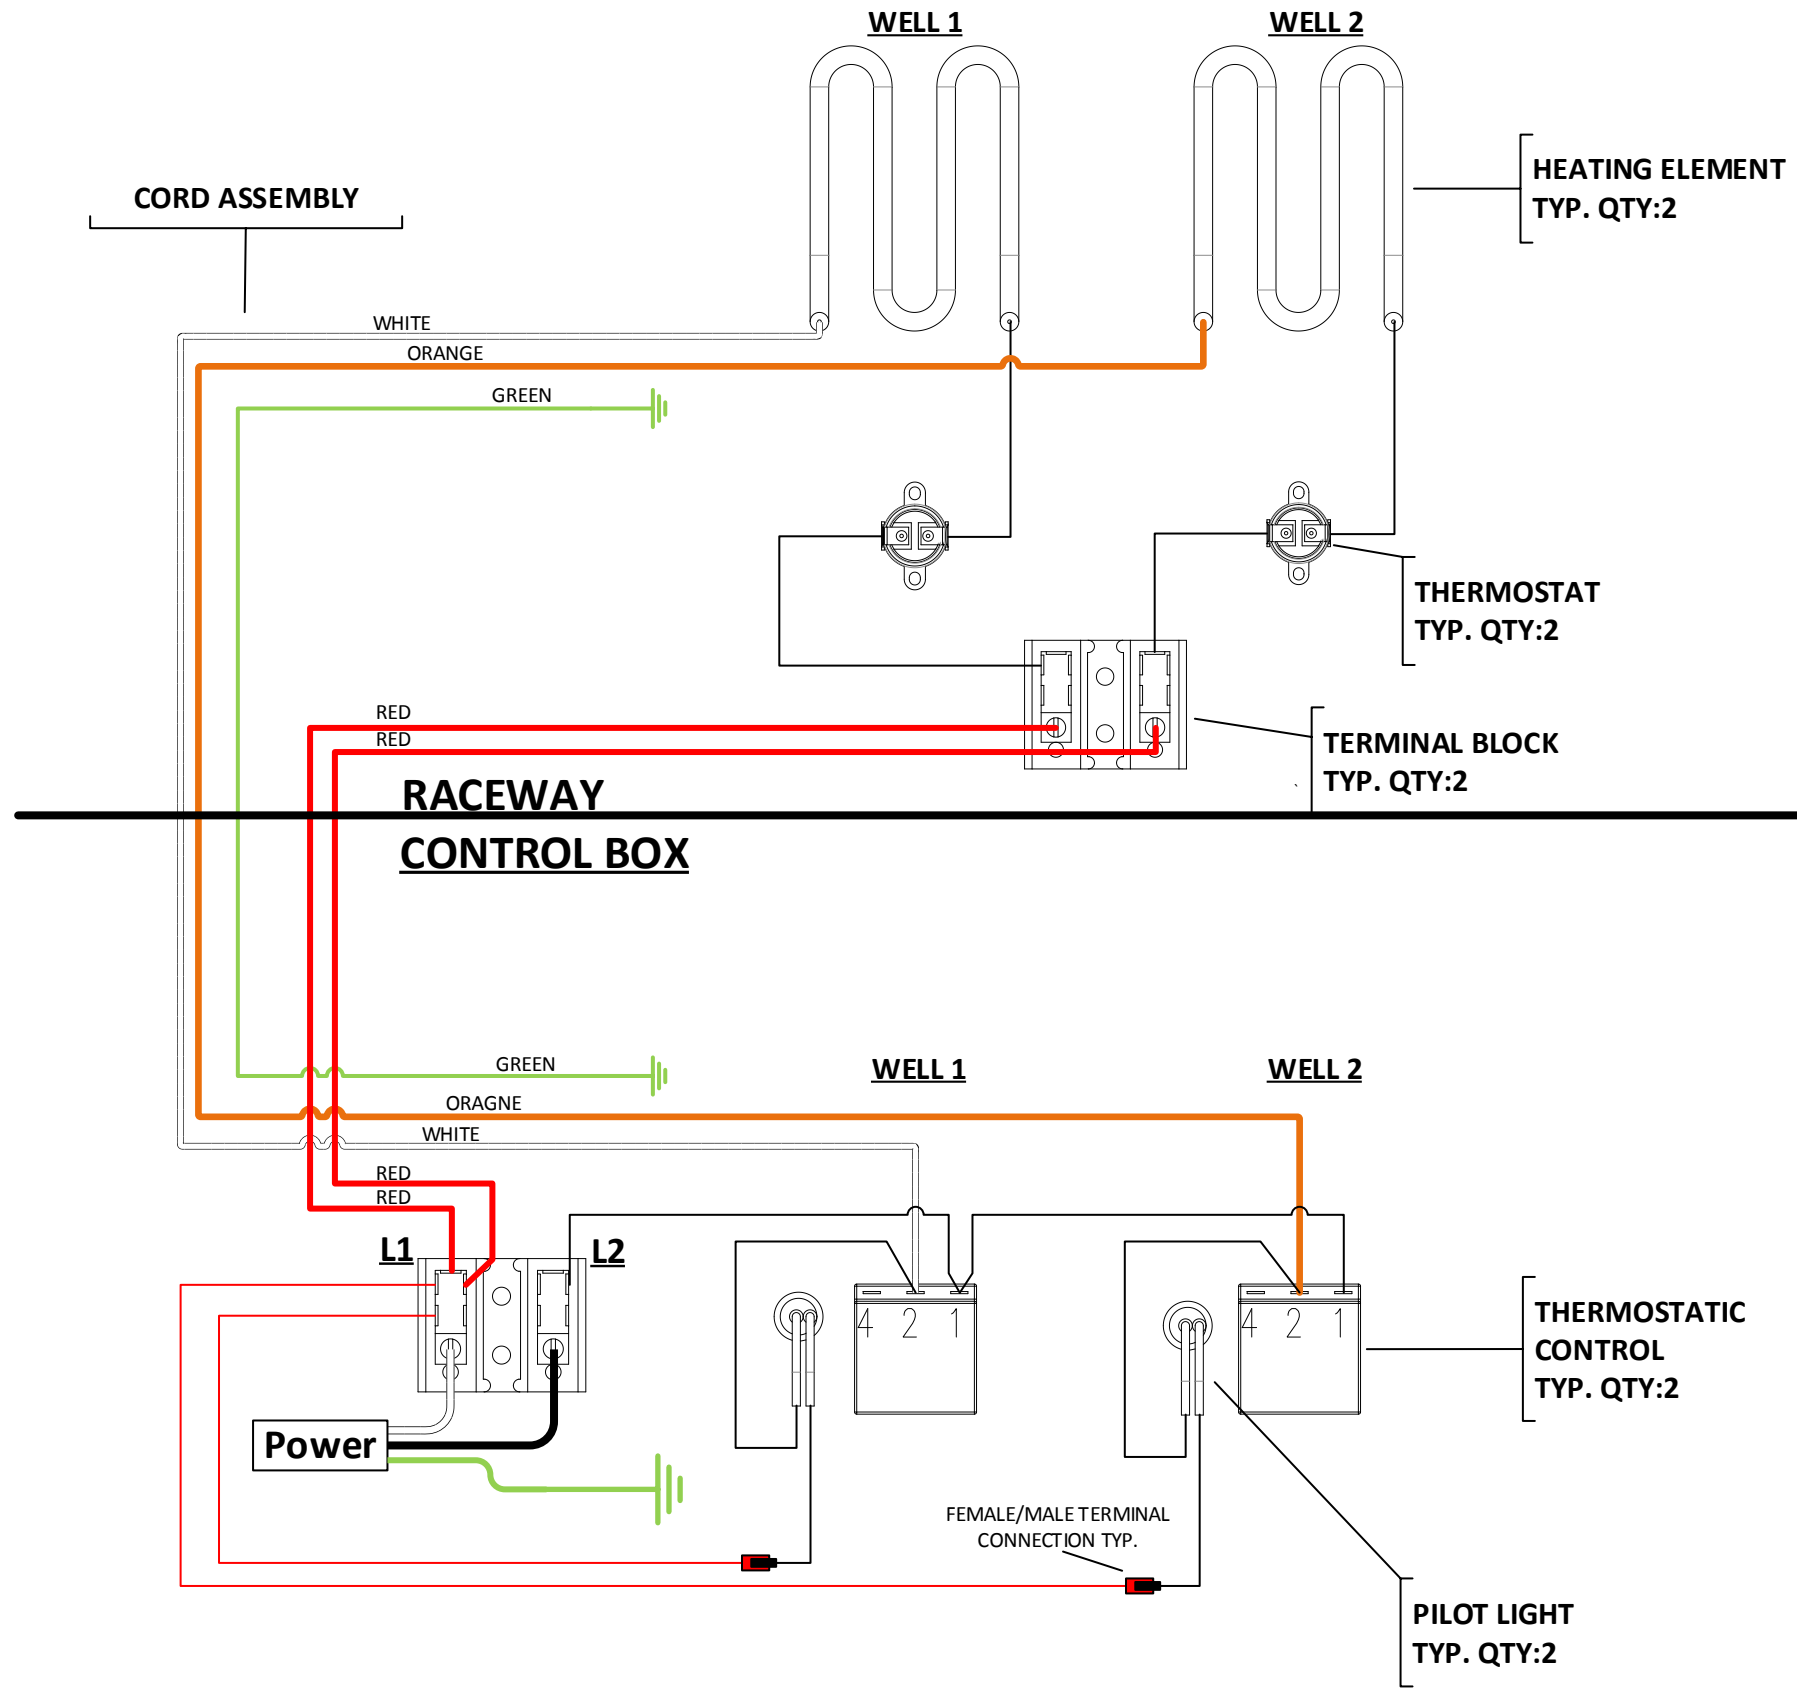 WELL 1
WELL 2
HEATING ELEMENT
TYP. QTY:2
CORD ASSEMBLY
WHITE
ORANGE
GREEN
THERMOSTAT
TYP. QTY:2
RED
RED
TERMINAL BLOCK
TYP. QTY:2
RACEWAY
CONTROL BOX
GREEN
WELL 1
WELL 2
ORAGNE
WHITE
RED
RED
L1
L2
4 2 1
4 2 1
THERMOSTATIC
CONTROL
TYP. QTY:2
Power
FEMALE/MALE TERMINAL
CONNECTION TYP.
PILOT LIGHT
TYP. QTY:2